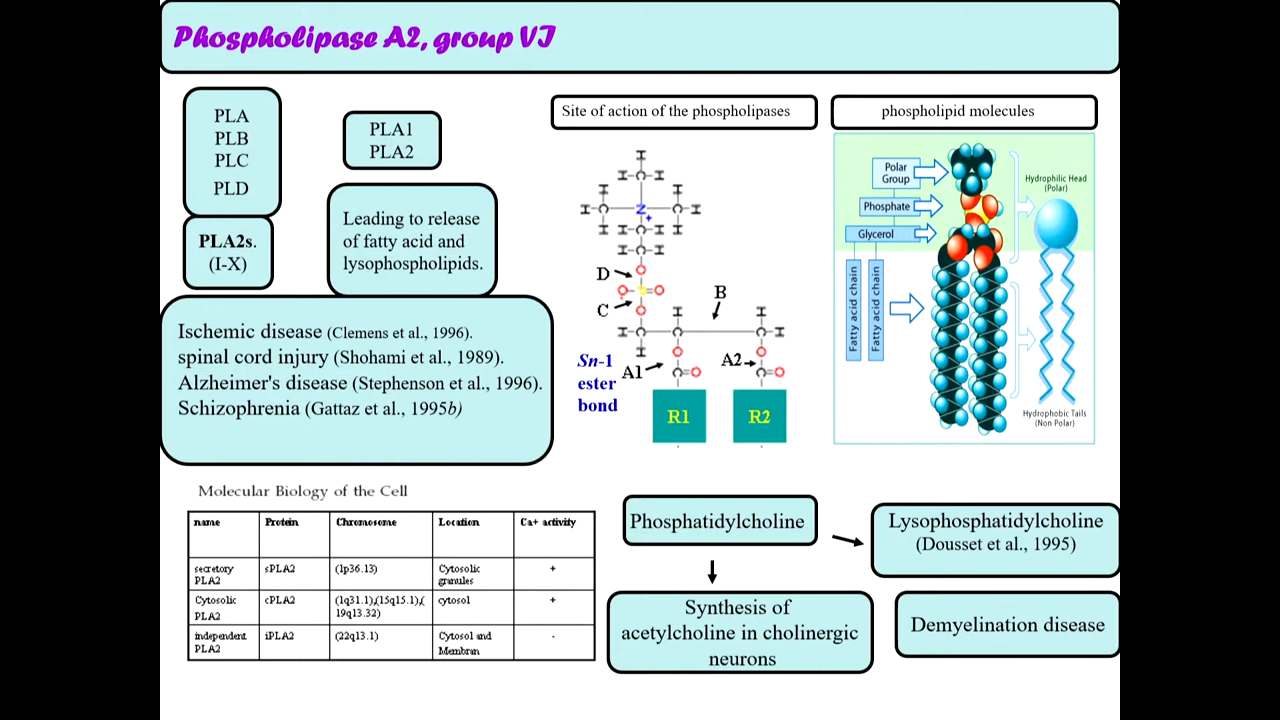 Phospholipase A2, group VI
PLA
PLB
PLC
PLD
PLA2s.
(I-X)
PLA1
PLA2
Leading to release
of fatty acid and
lysophospholipids.
Ischemic disease (Clemens et al., 1996).
spinal cord injury (Shohami et al., 1989).
Alzheimer's disease (Stephenson et al., 1996).
Schizophrenia (Gattaz et al., 1995b)
Site of action of the phospholipases
H
H-C-H
H H
H-C N C-H
+
H H-C-H H
H-C-H
D O
O- =O
C O
B
H H
H-C C C-H
H O O
A1 A2
C=O C=O
Sn-1
ester
bond
R1 R2
phospholipid molecules
Polar
Group
Phosphate
Glycerol
Fatty acid chain
Fatty acid chain
Hydrophilic Head
(Polar)
Hydrophobic Tails
(Non Polar)
Molecular Biology of the Cell
name Protein Chromosome Location Ca+ activity
secretory sPLA2 (1p36.13) Cytosolic +
PLA2 granules
Cytosolic cPLA2 (1q31.1)(15q15.1)( cytosol +
PLA2 19q13.32)
independent iPLA2 (22q13.1) Cytosol and -
PLA2 Membran
Phosphatidylcholine
Lysophosphatidylcholine
(Dousset et al., 1995)
Synthesis of
acetylcholine in cholinergic
neurons
Demyelination disease